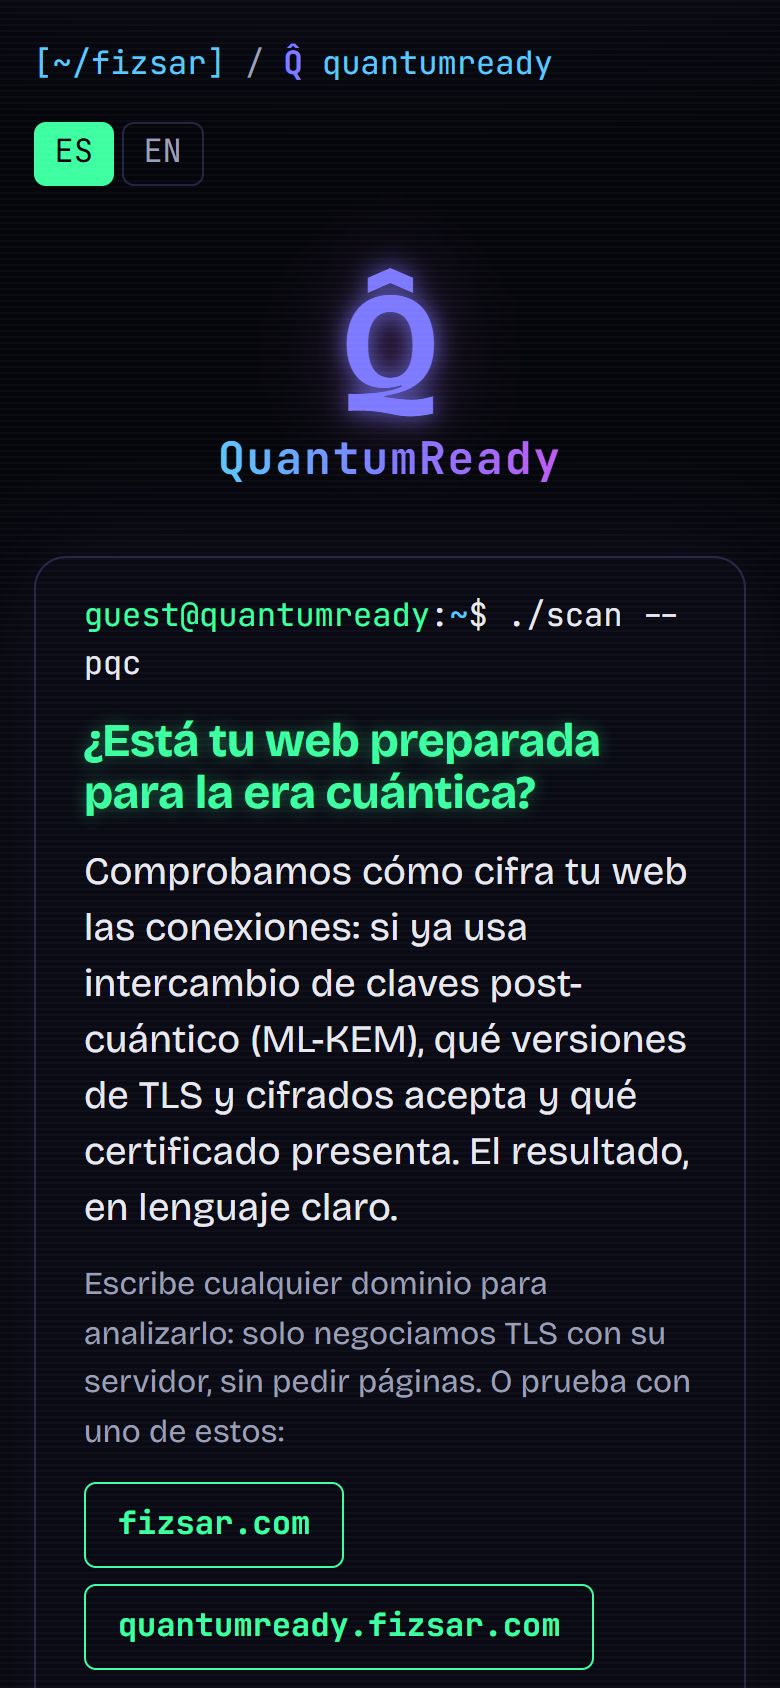 [~/fizsar] / Q̂ quantumready
ES EN
Q̂
QuantumReady
guest@quantumready:~$ ./scan --
pqc
¿Está tu web preparada
para la era cuántica?
Comprobamos cómo cifra tu web
las conexiones: si ya usa
intercambio de claves post-
cuántico (ML-KEM), qué versiones
de TLS y cifrados acepta y qué
certificado presenta. El resultado,
en lenguaje claro.
Escribe cualquier dominio para
analizarlo: solo negociamos TLS con su
servidor, sin pedir páginas. O prueba con
uno de estos:
fizsar.com
quantumready.fizsar.com